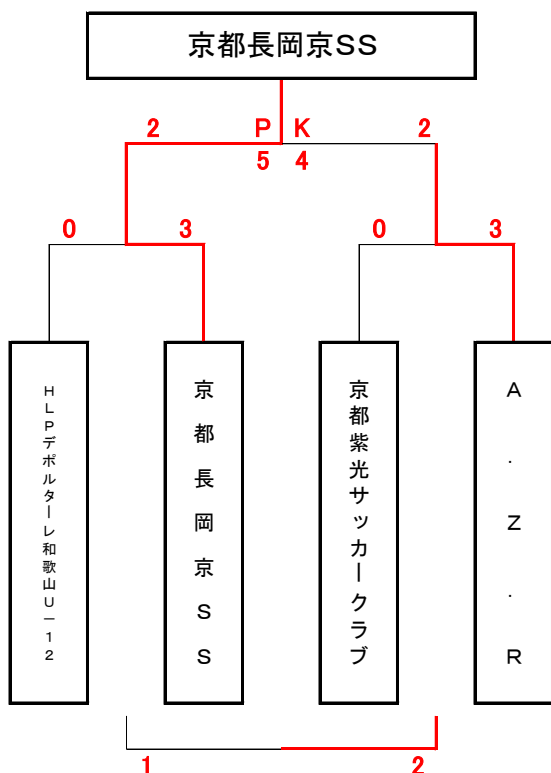 京都長岡京SS
2 P K 2
5 4
0 3 0 3
HLPデポルターレ和歌山U－12
京都長岡京SS
京都紫光サッカークラブ
A.Z.R
1 2